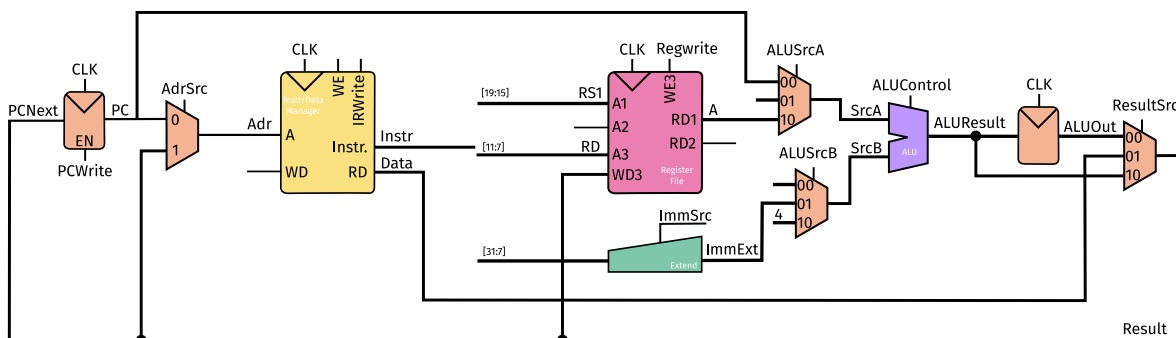 PCNext
CLK
EN
PCWrite
PC
AdrSrc
0
1
Adr
CLK
WE
IRWrite
Instr/Data
Manager
A
Instr.
WD
RD
Instr
Data
[19:15]
[11:7]
[31:7]
RS1
RD
CLK
Regwrite
WE3
A1
A2
A3
WD3
RD1
RD2
Register
File
A
ImmSrc
Extend
ImmExt
ALUSrcA
00
01
10
ALUSrcB
00
01
10
4
SrcA
SrcB
ALUControl
ALU
ALUResult
CLK
ALUOut
ResultSrc
00
01
10
Result